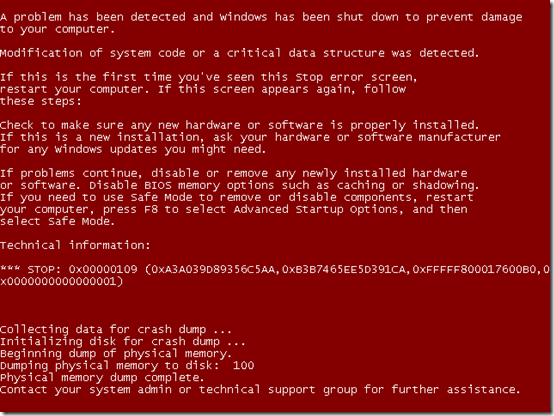 A problem has been detected and Windows has been shut down to prevent damage
to your computer.
Modification of system code or a critical data structure was detected.
If this is the first time you've seen this Stop error screen,
restart your computer. If this screen appears again, follow
these steps:
Check to make sure any new hardware or software is properly installed.
If this is a new installation, ask your hardware or software manufacturer
for any Windows updates you might need.
If problems continue, disable or remove any newly installed hardware
or software. Disable BIOS memory options such as caching or shadowing.
If you need to use Safe Mode to remove or disable components, restart
your computer, press F8 to select Advanced Startup Options, and then
select Safe Mode.
Technical information:
*** STOP: 0x00000109 (0xA3A039D89356C5AA,0xB3B7465EE5D391CA,0xFFFFF800017600B0,0
x0000000000000001)
Collecting data for crash dump ...
Initializing disk for crash dump ...
Beginning dump of physical memory.
Dumping physical memory to disk:  100
Physical memory dump complete.
Contact your system admin or technical support group for further assistance.